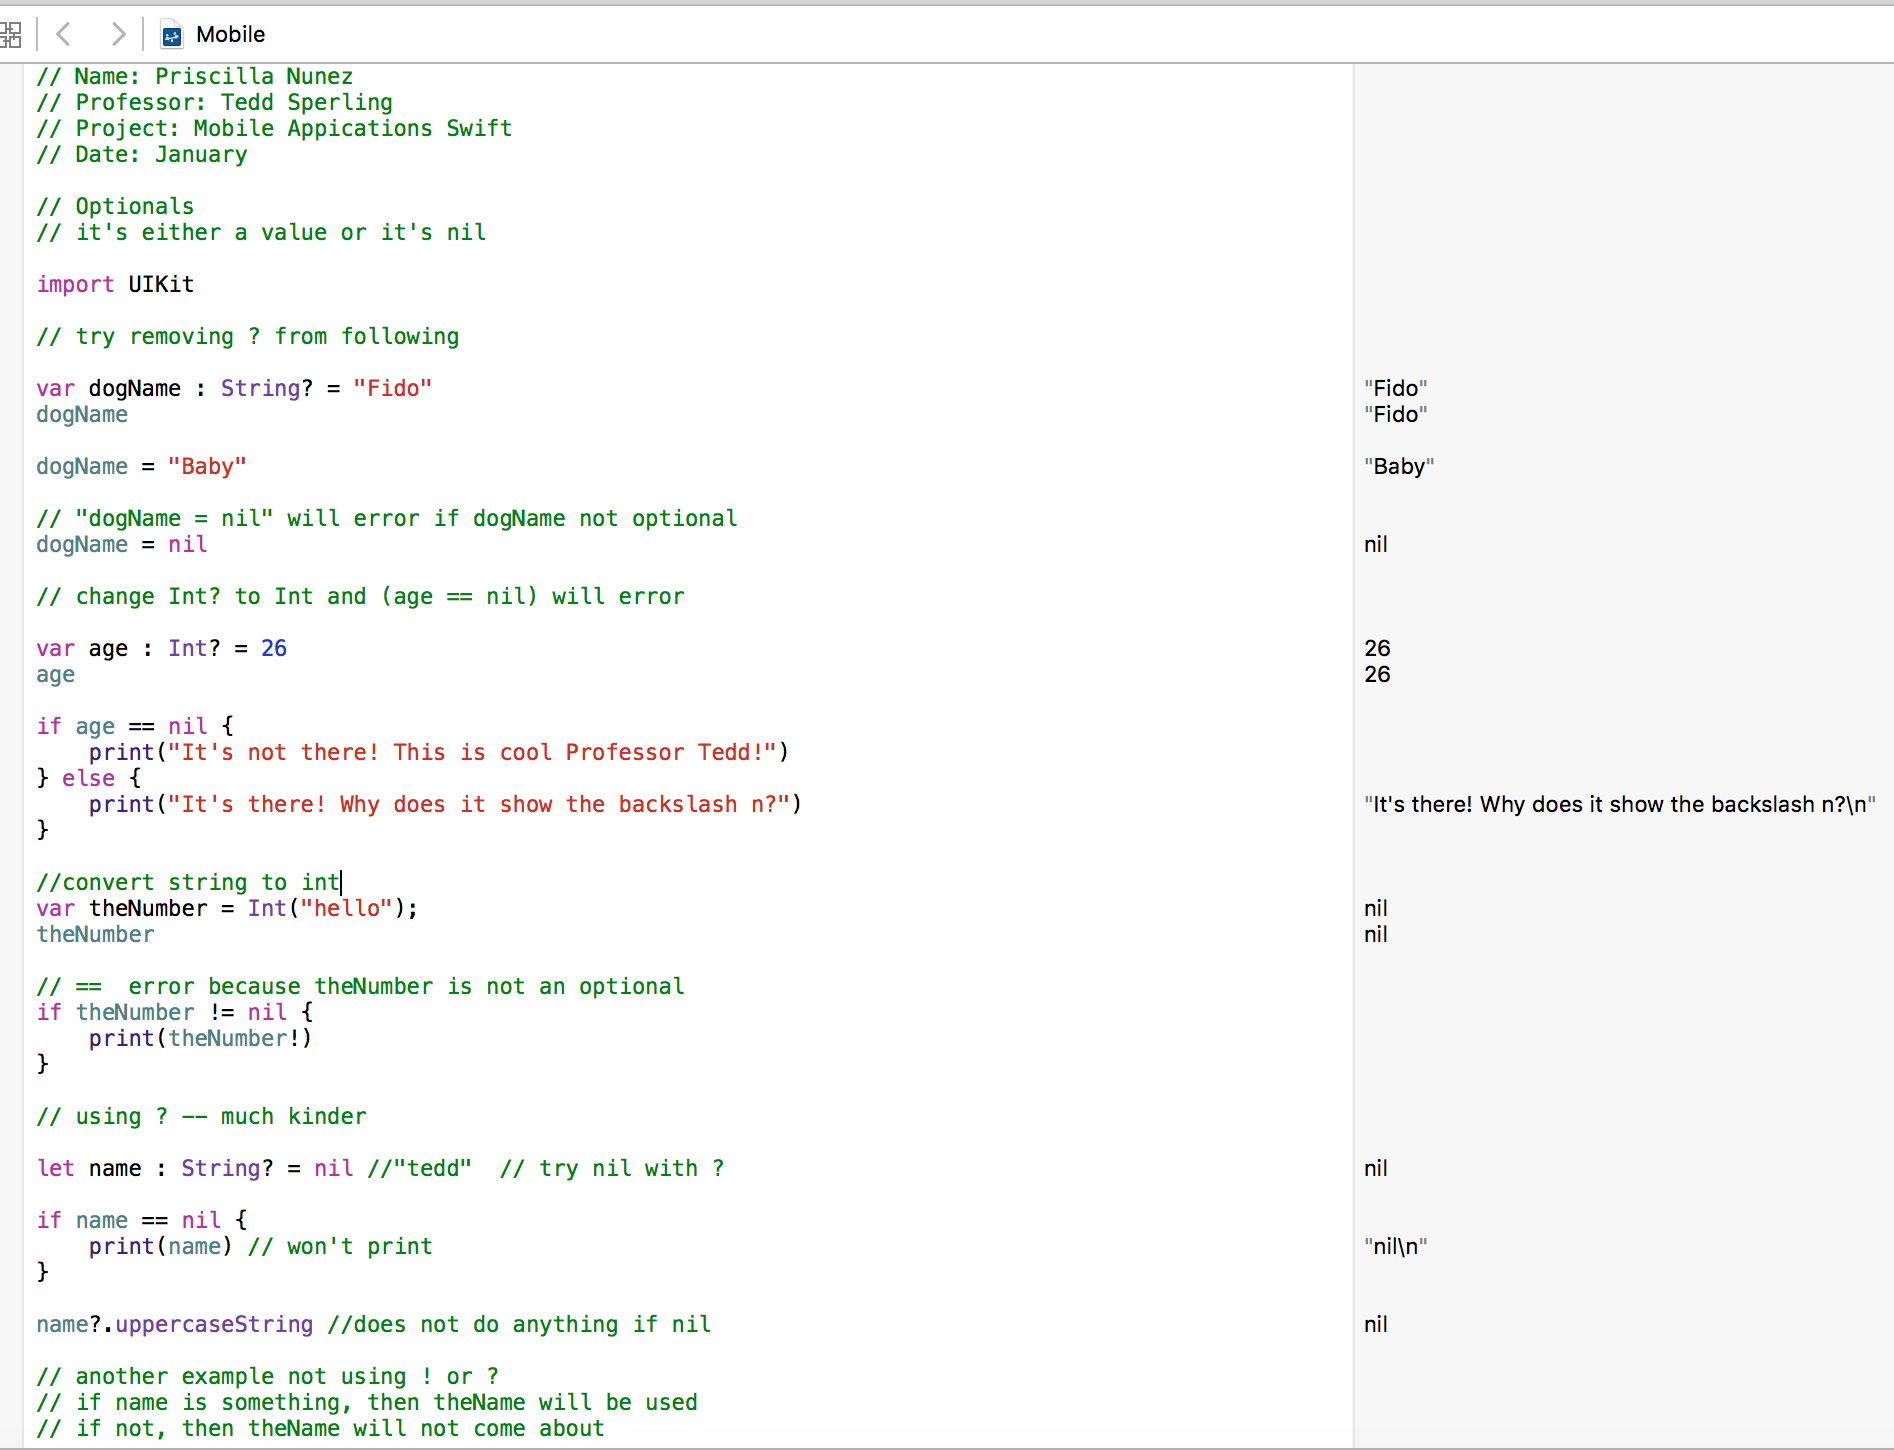 Mobile
// Name: Priscilla Nunez
// Professor: Tedd Sperling
// Project: Mobile Appications Swift
// Date: January
// Optionals
// it's either a value or it's nil
import UIKit
// try removing ? from following
var dogName : String? = "Fido" "Fido"
dogName "Fido"
dogName = "Baby" "Baby"
// "dogName = nil" will error if dogName not optional
dogName = nil nil
// change Int? to Int and (age == nil) will error
var age : Int? = 26 26
age 26
if age == nil {
    print("It's not there! This is cool Professor Tedd!")
} else {
    print("It's there! Why does it show the backslash n?") "It's there! Why does it show the backslash n?\n"
}
//convert string to int
var theNumber = Int("hello"); nil
theNumber nil
// ==  error because theNumber is not an optional
if theNumber != nil {
    print(theNumber!)
}
// using ? -- much kinder
let name : String? = nil //"tedd"  // try nil with ? nil
if name == nil {
    print(name) // won't print "nil\n"
}
name?.uppercaseString //does not do anything if nil nil
// another example not using ! or ?
// if name is something, then theName will be used
// if not, then theName will not come about